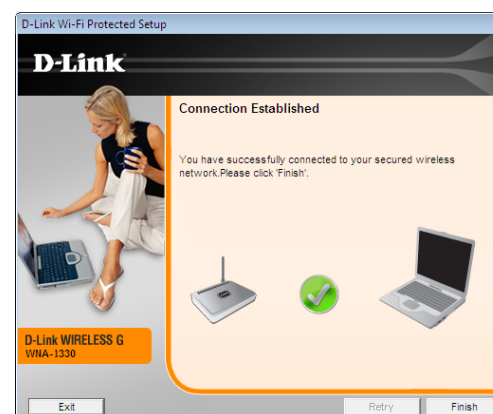 D-Link Wi-Fi Protected Setup
D-Link
Connection Established
You have successfully connected to your secured wireless
network.Please click 'Finish'.
D-Link WIRELESS G
WNA-1330
Exit
Retry
Finish